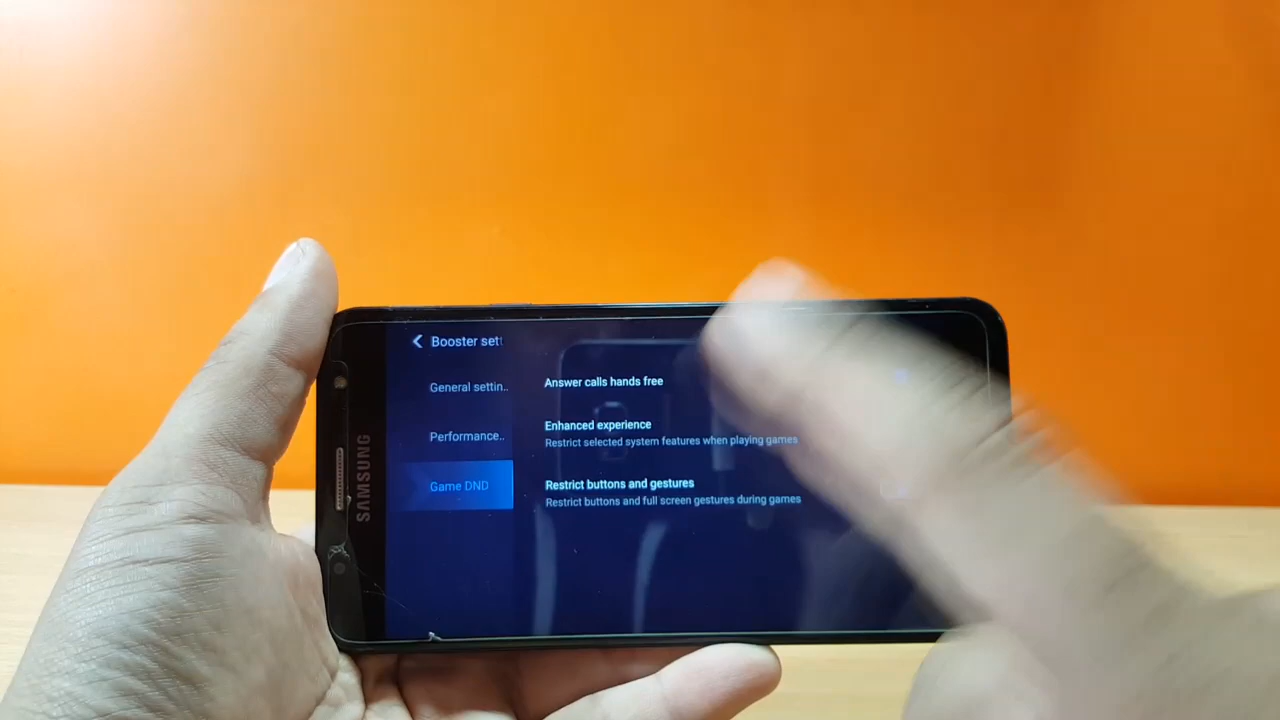 SAMSUNG
Booster set
General settin..
Performance..
Game DND
Answer calls hands free
Enhanced experience
Restrict selected system features when playing games
Restrict buttons and gestures
Restrict buttons and full screen gestures during games